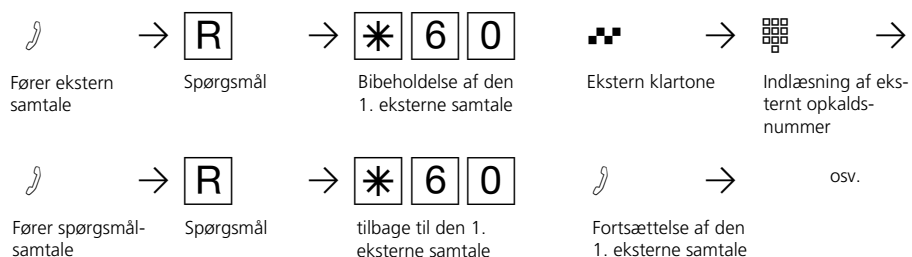 R
✱ 6 0
Fører ekstern
samtale
Spørgsmål
Bibeholdelse af den
1. eksterne samtale
Ekstern klartone
Indlæsning af eks-
ternt opkalds-
nummer
R
✱ 6 0
osv.
Fører spørgsmål-
samtale
Spørgsmål
tilbage til den 1.
eksterne samtale
Fortsættelse af den
1. eksterne samtale